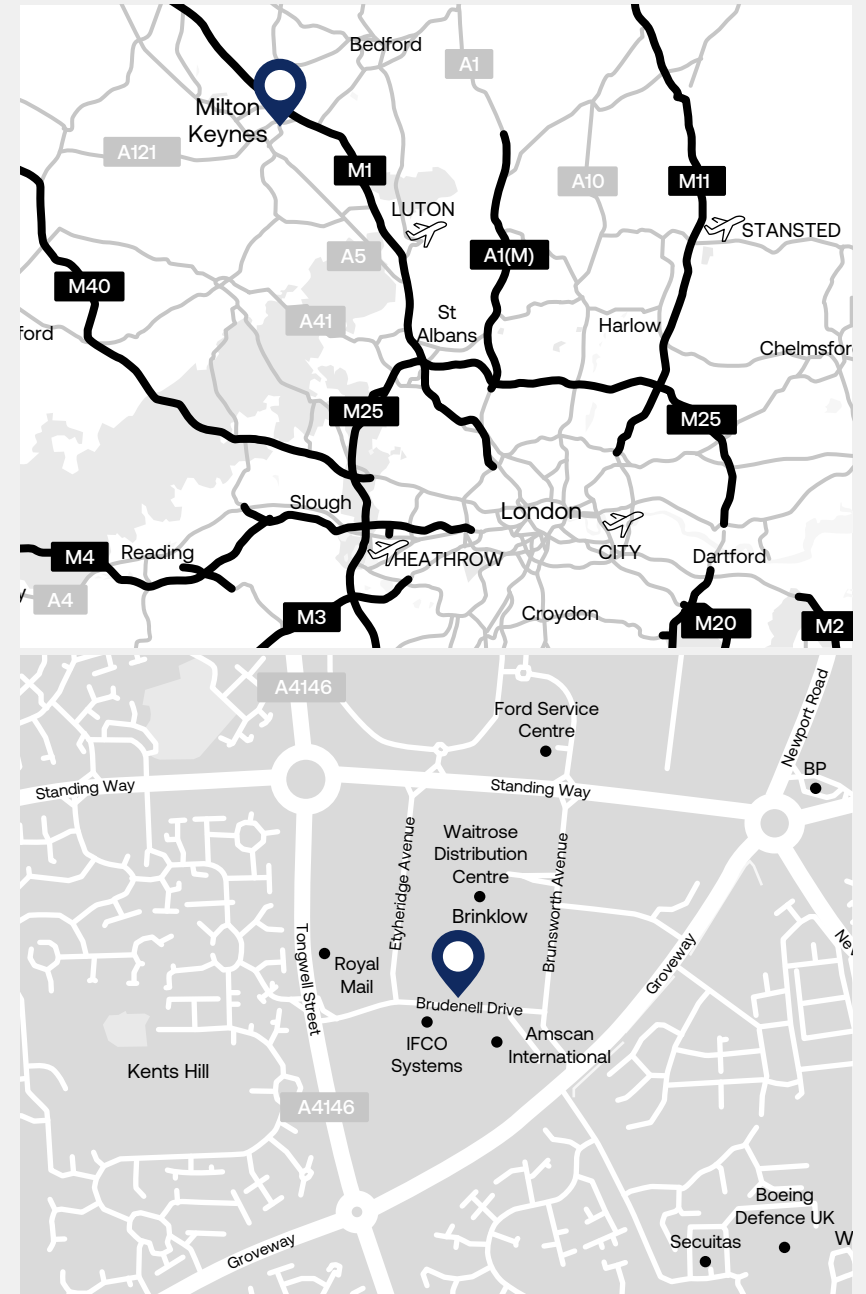 Bedford
A1
Milton
Keynes
A121
M1
A10
M11
LUTON
STANSTED
A5
A1(M)
M40
A41
St
Albans
Harlow
ford
Chelmsfor
M25
M25
Slough
London
M4
Reading
HEATHROW
CITY
Dartford
A4
M3
Croydon
M20
M2
A4146
Ford Service
Centre
Newport Road
BP
Standing Way
Standing Way
Waitrose
Distribution
Centre
Etyheridge Avenue
Brunsworth Avenue
Brinklow
Tongwell Street
Royal
Mail
Groveway
Brudenell Drive
IFCO
Systems
Amscan
International
Kents Hill
A4146
Boeing
Defence UK
Secuitas
W
Groveway